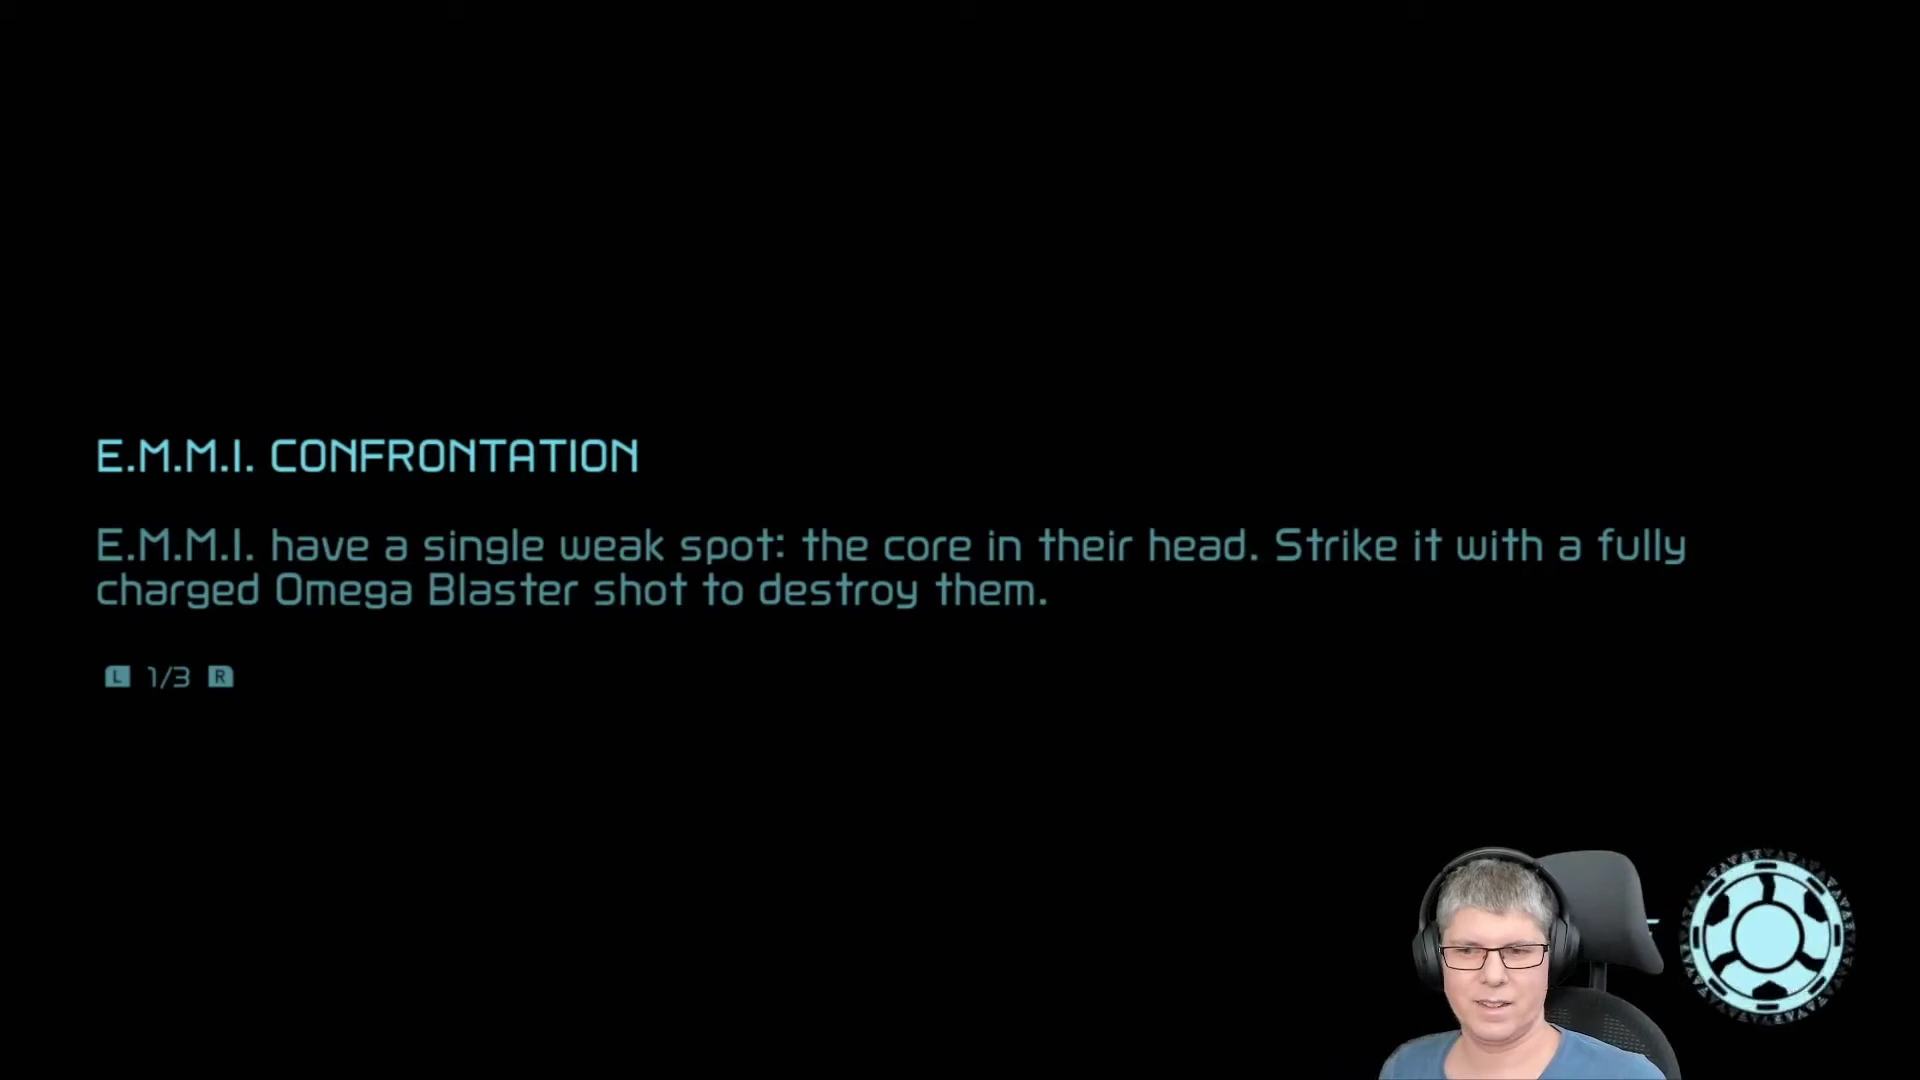 E.M.M.I. CONFRONTATION
E.M.M.I. have a single weak spot: the core in their head. Strike it with a fully
charged Omega Blaster shot to destroy them.
L 1/3 R